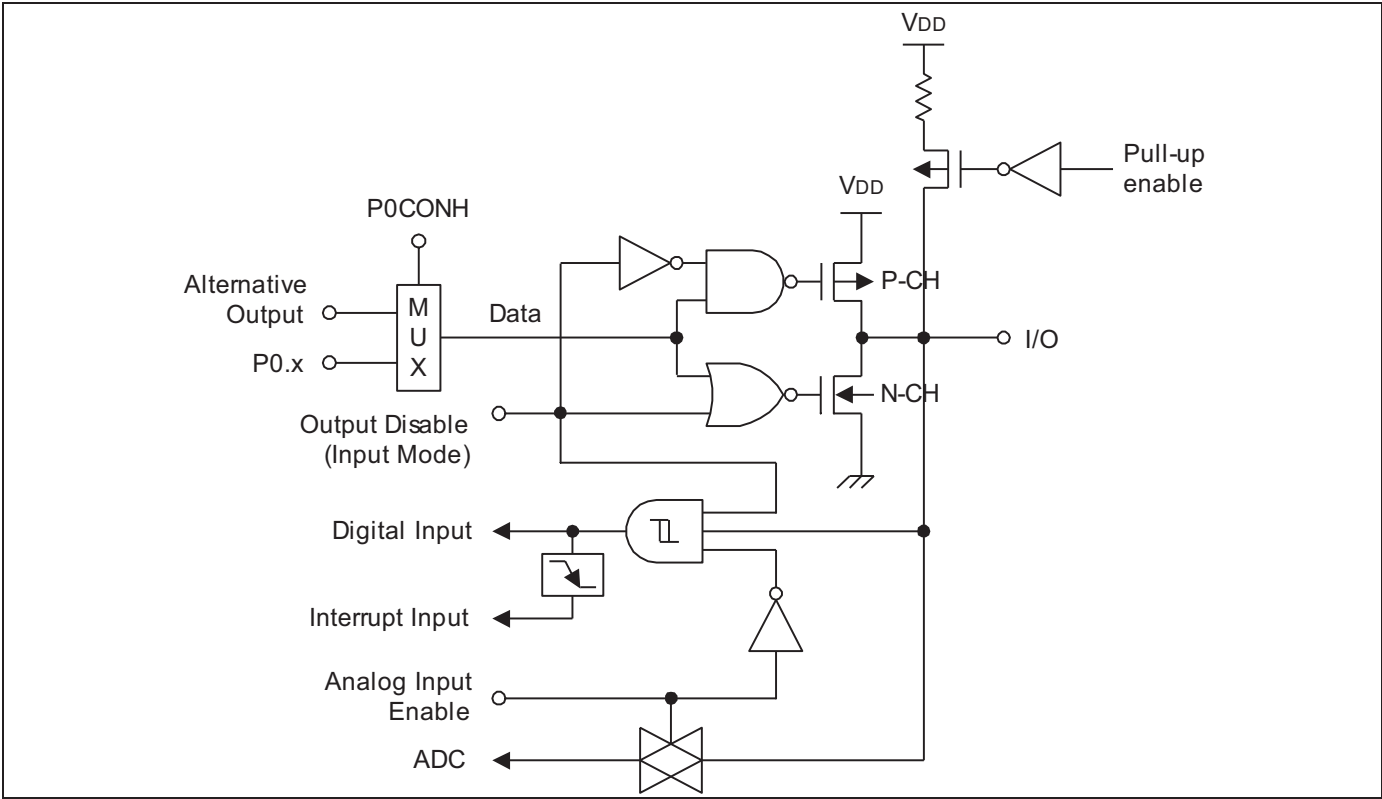 VDD
Pull-up
enable
VDD
P0CONH
Alternative
Output
M
U
X
Data
P-CH
I/O
P0.x
N-CH
Output Disable
(Input Mode)
Digital Input
Interrupt Input
Analog Input
Enable
ADC